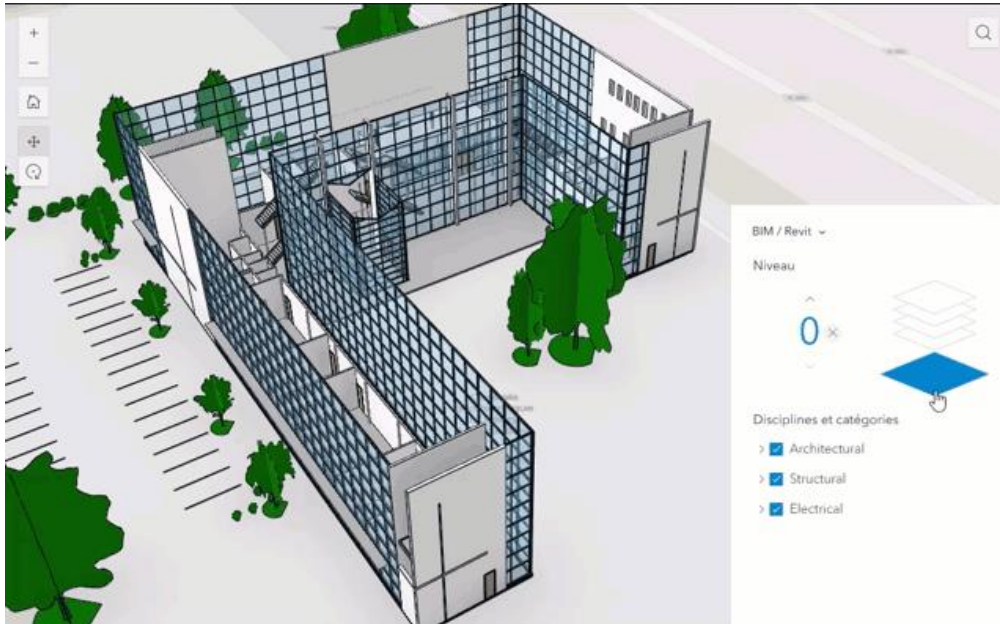 BIM / Revit
Niveau
0
Disciplines et catégories
Architectural
Structural
Electrical